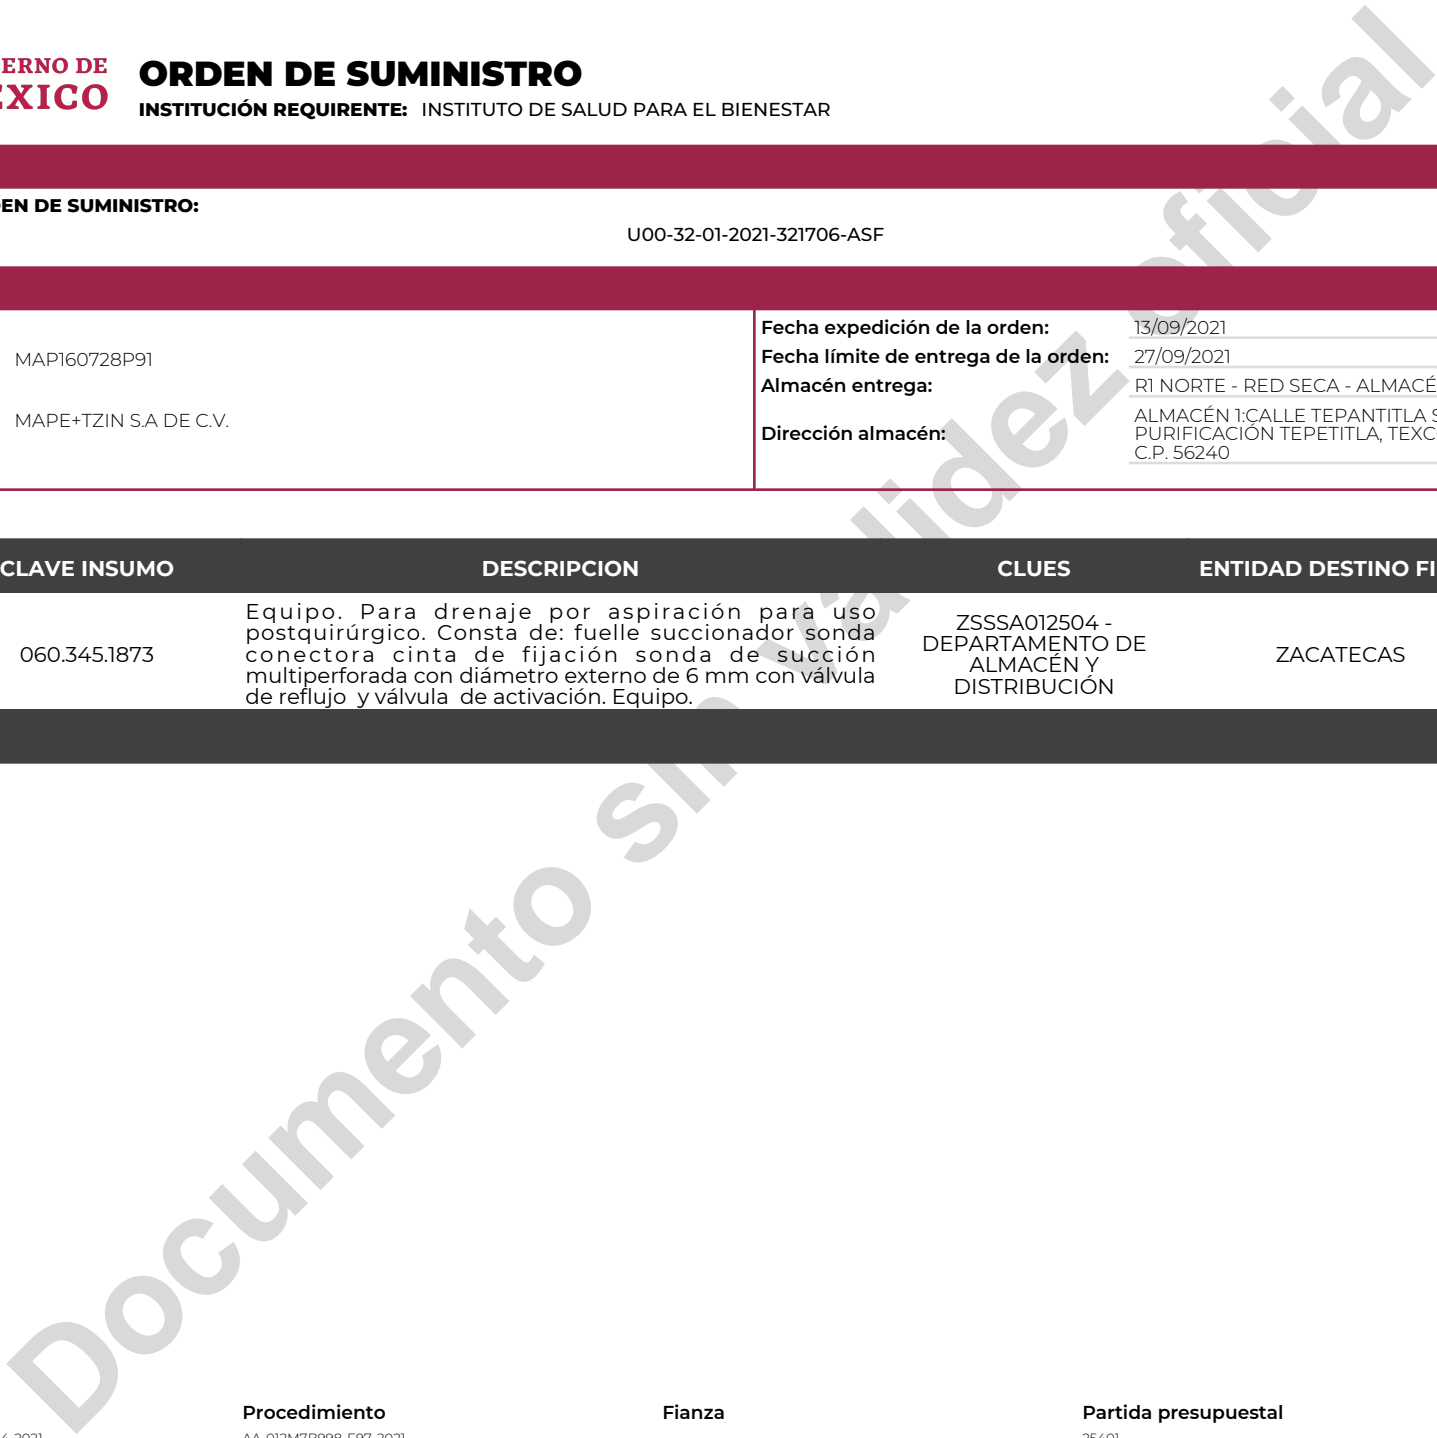 ERNO DE
EXICO
ORDEN DE SUMINISTRO
INSTITUCIÓN REQUIRENTE: INSTITUTO DE SALUD PARA EL BIENESTAR
EN DE SUMINISTRO:
U00-32-01-2021-321706-ASF
MAP160728P91
MAPE+TZIN S.A DE C.V.
Fecha expedición de la orden: 13/09/2021
Fecha límite de entrega de la orden: 27/09/2021
Almacén entrega: R1 NORTE - RED SECA - ALMACÉ
Dirección almacén: ALMACÉN 1:CALLE TEPANTITLA S
PURIFICACIÓN TEPETITLA, TEXC
C.P. 56240
CLAVE INSUMO DESCRIPCION CLUES ENTIDAD DESTINO FI
060.345.1873
Equipo. Para drenaje por aspiración para uso
postquirúrgico. Consta de: fuelle succionador sonda
conectora cinta de fijación sonda de succión
multiperforada con diámetro externo de 6 mm con válvula
de reflujo y válvula de activación. Equipo.
ZSSSA012504 -
DEPARTAMENTO DE
ALMACÉN Y
DISTRIBUCIÓN
ZACATECAS
Documento sin validez oficial
Procedimiento Fianza Partida presupuestal